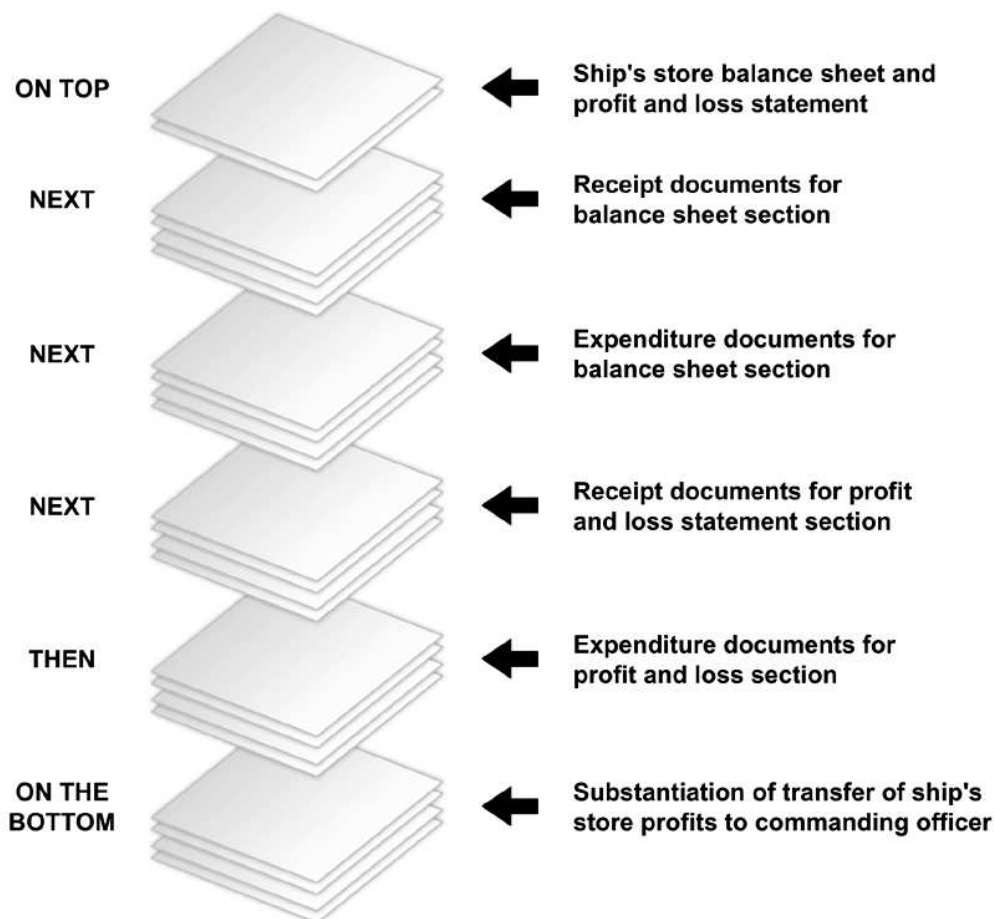 ON TOP
Ship's store balance sheet and
profit and loss statement
NEXT
Receipt documents for
balance sheet section
NEXT
Expenditure documents for
balance sheet section
NEXT
Receipt documents for profit
and loss statement section
THEN
Expenditure documents for
profit and loss section
ON THE
BOTTOM
Substantiation of transfer of ship's
store profits to commanding officer